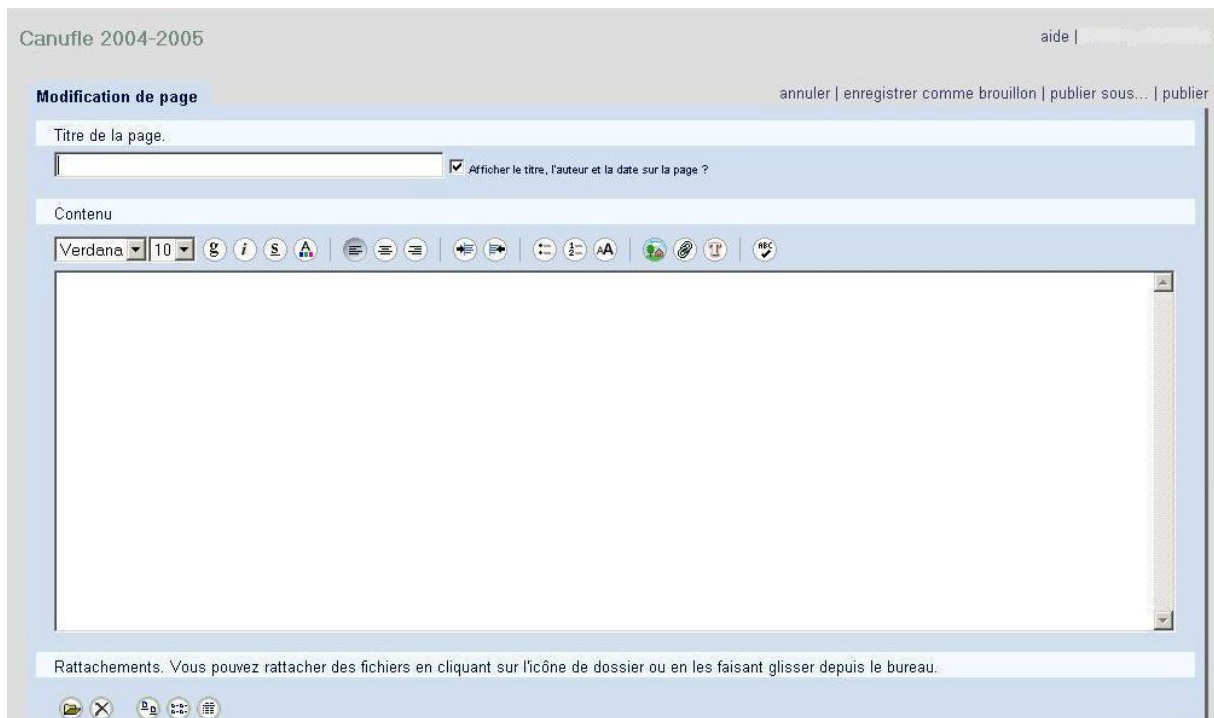 Canufle 2004-2005
aide |
Modification de page
annuler | enregistrer comme brouillon | publier sous... | publier
Titre de la page.
Afficher le titre, l'auteur et la date sur la page ?
Contenu
Verdana 10 g i s A AA ABC
Rattachements. Vous pouvez rattacher des fichiers en cliquant sur l'icône de dossier ou en les faisant glisser depuis le bureau.